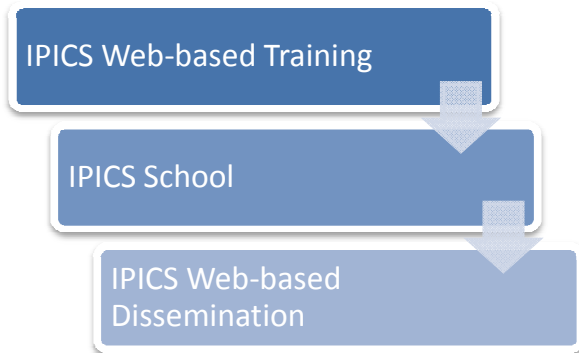 IPICS Web-based Training
IPICS School
IPICS Web-based
Dissemination